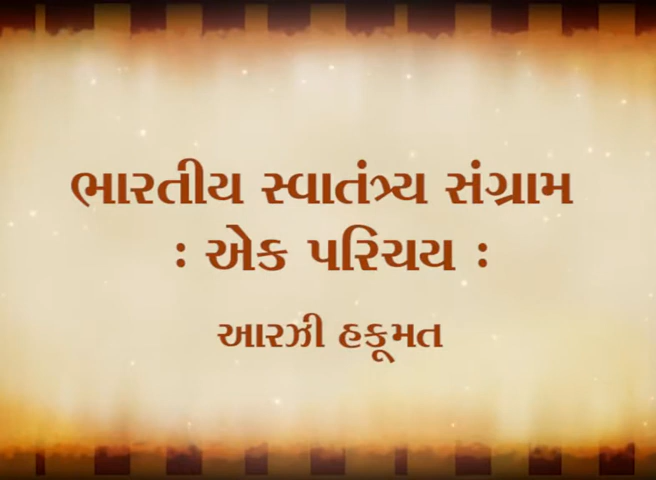 ભારતીય સ્વાતંત્ર્ય સંગ્રામ
: એક પરિચય :
આરઝી હકૂમત